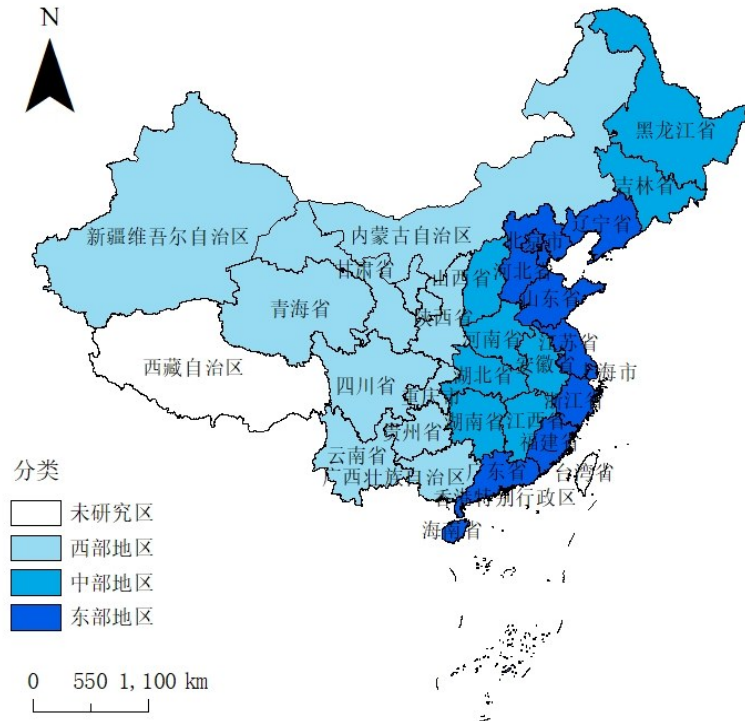 N
黑龙江省
吉林省
辽宁省
新疆维吾尔自治区
内蒙古自治区
北京市
甘肃省
山西省
河北省
青海省
山东省
陕西省
河南省
江苏省
西藏自治区
安徽省
上海市
四川省
湖北省
重庆市
浙江省
湖南省
江西省
贵州省
福建省
云南省
广西壮族自治区
广东省
台湾省
香港特别行政区
海南省
分类
未研究区
西部地区
中部地区
东部地区
0 550 1,100 km